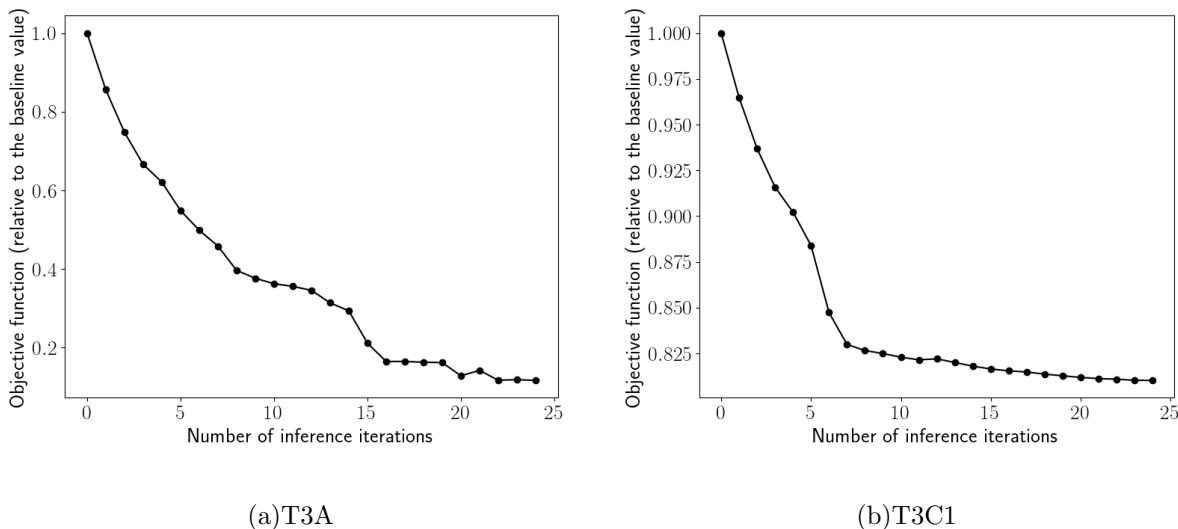 Objective function (relative to the baseline value)
1.0
0.8
0.6
0.4
0.2
0 5 10 15 20 25
Number of inference iterations
(a)T3A
Objective function (relative to the baseline value)
1.000
0.975
0.950
0.925
0.900
0.875
0.850
0.825
0 5 10 15 20 25
Number of inference iterations
(b)T3C1